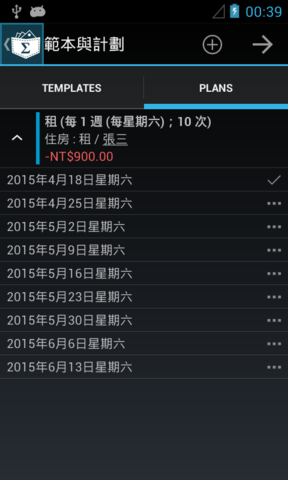 00:39
Σ
範本與計劃
TEMPLATES
PLANS
租 (每 1 週 (每星期六)；10 次)
住房 : 租 / 張三
-NT$900.00
2015年4月18日星期六
2015年4月25日星期六
2015年5月2日星期六
2015年5月9日星期六
2015年5月16日星期六
2015年5月23日星期六
2015年5月30日星期六
2015年6月6日星期六
2015年6月13日星期六